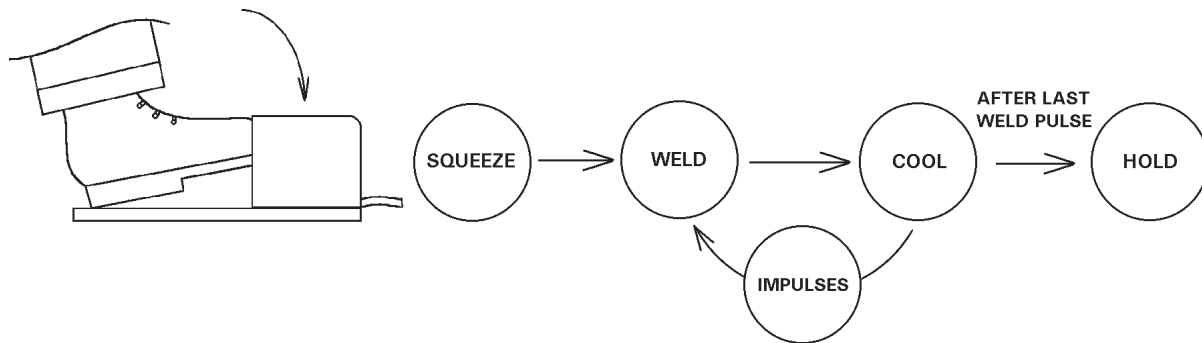 SQUEEZE
WELD
COOL
AFTER LAST
WELD PULSE
HOLD
IMPULSES